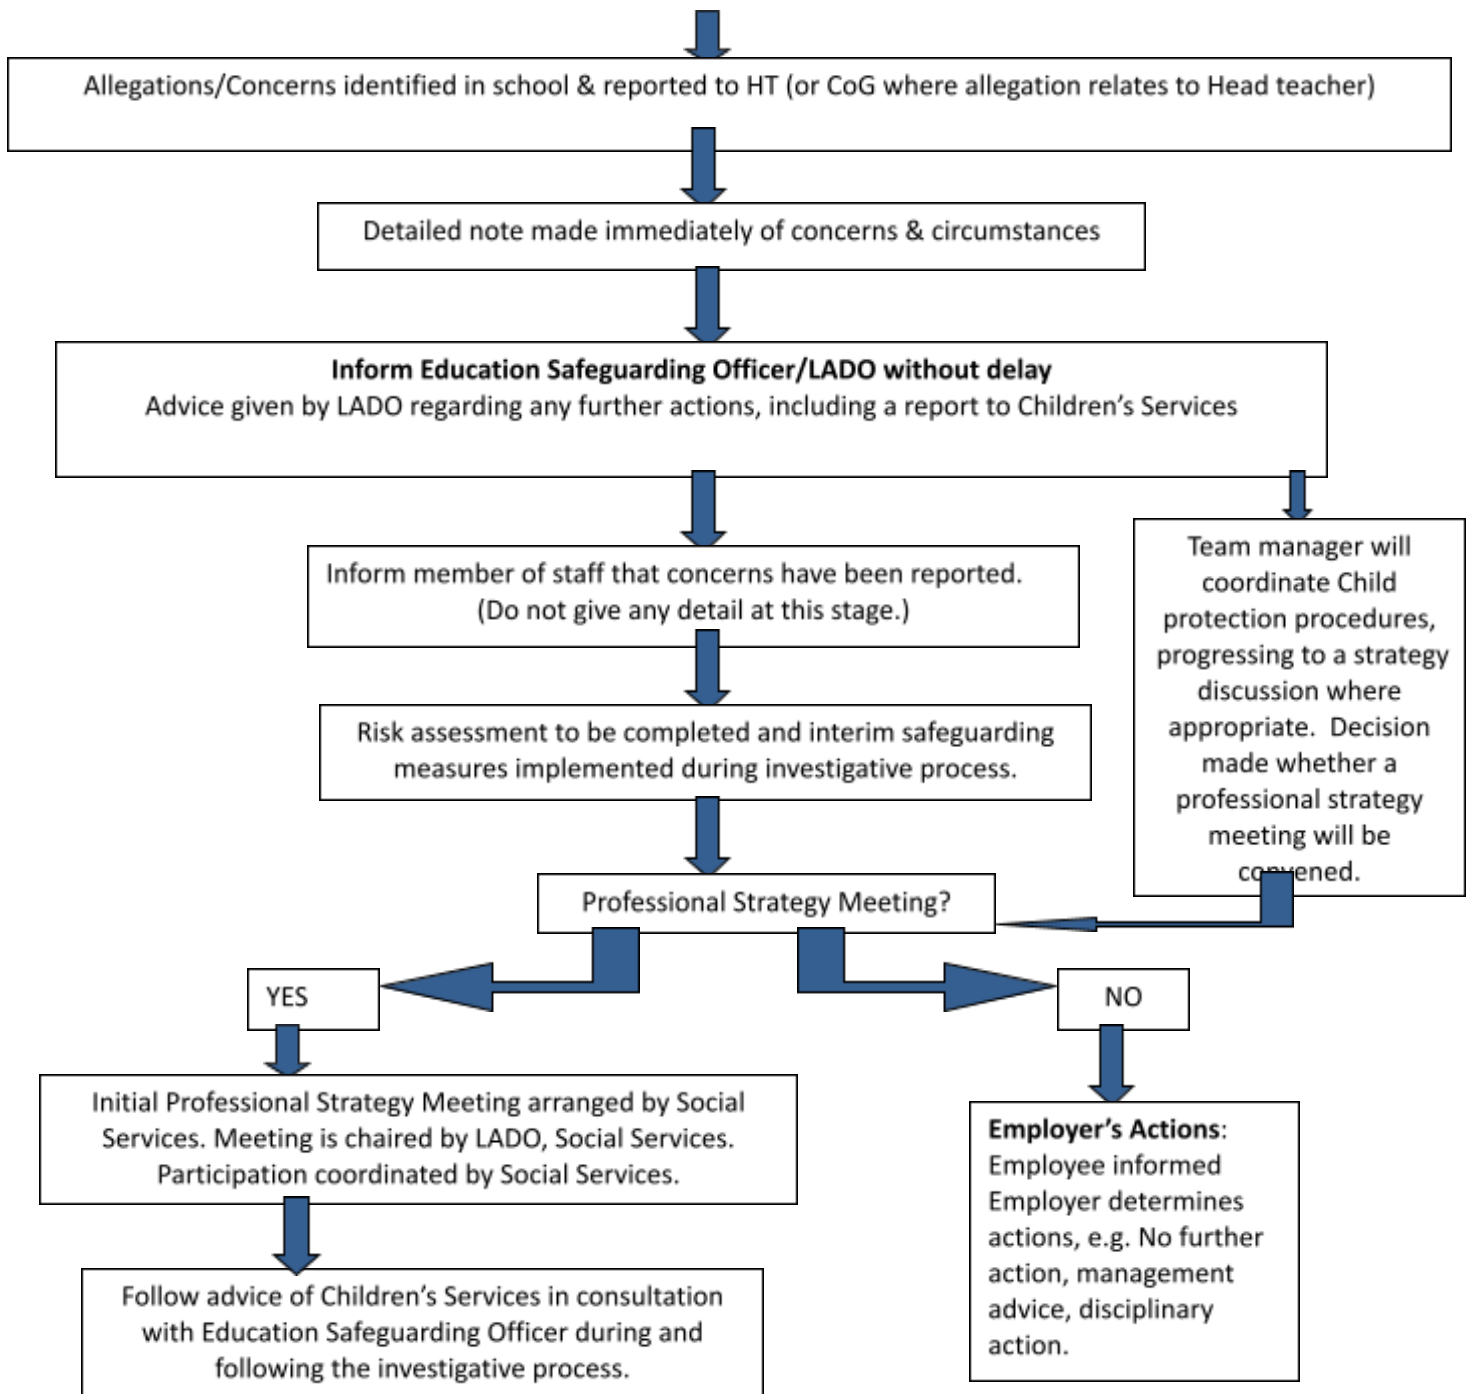 Allegations/Concerns identified in school & reported to HT (or CoG where allegation relates to Head teacher)
Detailed note made immediately of concerns & circumstances
Inform Education Safeguarding Officer/LADO without delay
Advice given by LADO regarding any further actions, including a report to Children’s Services
Inform member of staff that concerns have been reported.
(Do not give any detail at this stage.)
Risk assessment to be completed and interim safeguarding
measures implemented during investigative process.
Team manager will
coordinate Child
protection procedures,
progressing to a strategy
discussion where
appropriate.  Decision
made whether a
professional strategy
meeting will be
convened.
Professional Strategy Meeting?
YES
NO
Initial Professional Strategy Meeting arranged by Social
Services. Meeting is chaired by LADO, Social Services.
Participation coordinated by Social Services.
Follow advice of Children’s Services in consultation
with Education Safeguarding Officer during and
following the investigative process.
Employer’s Actions:
Employee informed
Employer determines
actions, e.g. No further
action, management
advice, disciplinary
action.